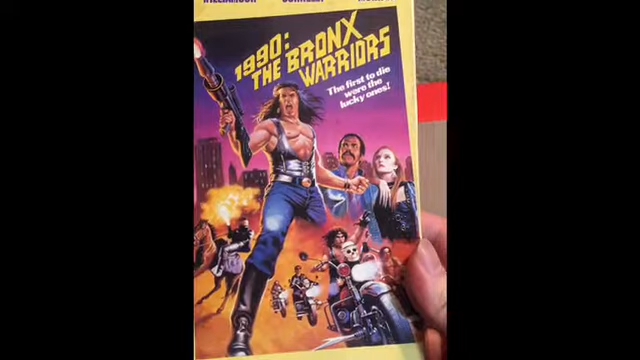 1990:
THE BRONX
WARRIORS
The first to die
were the
lucky ones!